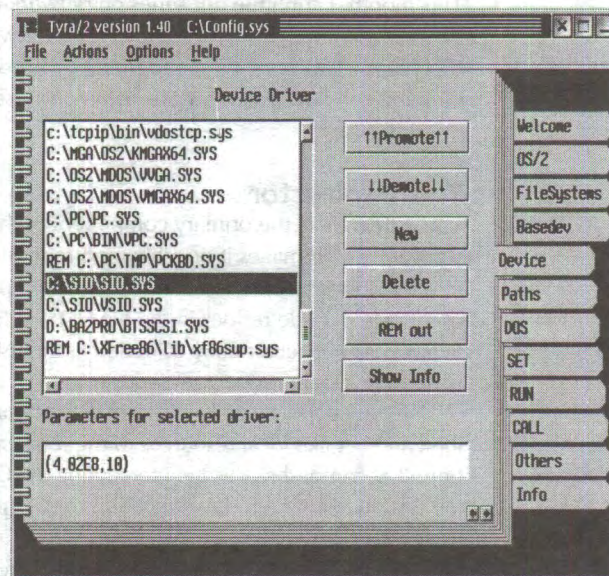 Tyra/2 version 1.40 C:\Config.sys
File Actions Options Help
Device Driver
c:\tcpip\bin\vdostcp.sys
C:\MGA\OS2\KMGAX64.SYS
C:\OS2\MDOS\VVGA.SYS
C:\OS2\MDOS\VMGAX64.SYS
C:\PC\PC.SYS
C:\PC\BIN\VPC.SYS
REM C:\PC\TMP\PCKBD.SYS
C:\SIO\SIO.SYS
C:\SIO\VSIO.SYS
D:\BA2PRO\BTSSCSI.SYS
REM C:\XFree86\lib\xf86sup.sys
↑↑Promote↑↑
↓↓Demote↓↓
New
Delete
REM out
Show Info
Parameters for selected driver:
(4,02E8,10)
Welcome
OS/2
FileSystems
Basedev
Device
Paths
DOS
SET
RUN
CALL
Others
Info